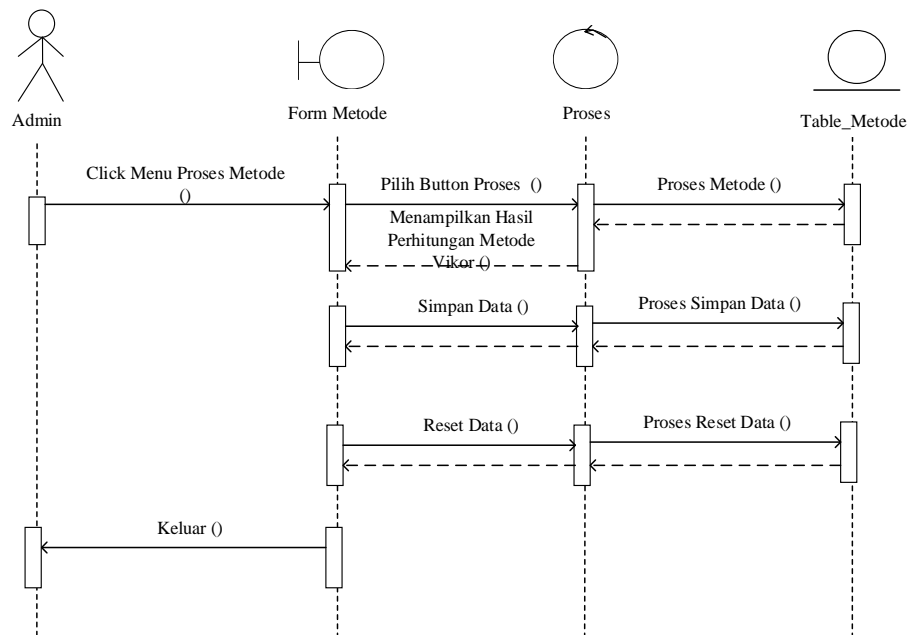 Admin
Form Metode
Proses
Table_Metode
Click Menu Proses Metode
()
Pilih Button Proses ()
Proses Metode ()
Menampilkan Hasil
Perhitungan Metode
Vikor ()
Simpan Data ()
Proses Simpan Data ()
Reset Data ()
Proses Reset Data ()
Keluar ()